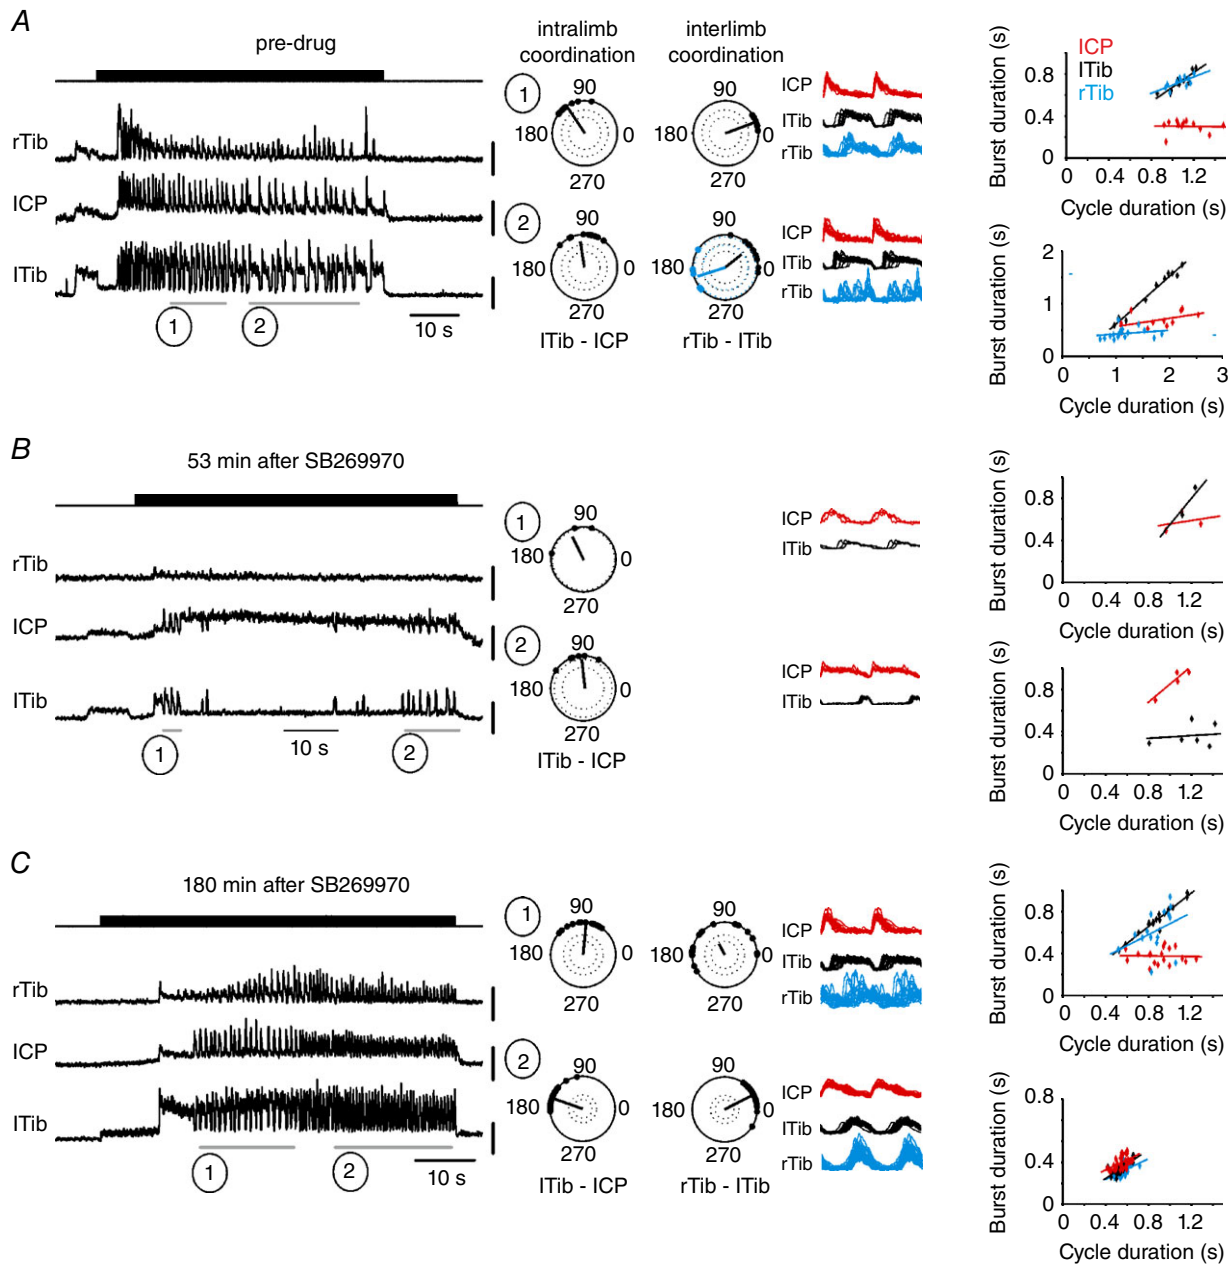 A
pre-drug
intralimb
coordination
interlimb
coordination
rTib
lCP
lTib
1
2
10 s
1
90
180
0
270
90
180
0
270
2
90
180
0
270
lTib - lCP
90
180
0
270
rTib - lTib
lCP
lTib
rTib
lCP
lTib
rTib
Burst duration (s)
lCP
lTib
rTib
0.8
0.4
0
0 0.4 0.8 1.2
Cycle duration (s)
Burst duration (s)
2
1
0
0 1 2 3
Cycle duration (s)
B
53 min after SB269970
rTib
lCP
lTib
1
10 s
2
1
90
180
0
270
2
90
180
0
270
lTib - lCP
lCP
lTib
lCP
lTib
Burst duration (s)
0.8
0.4
0
0 0.4 0.8 1.2
Cycle duration (s)
Burst duration (s)
0.8
0.4
0
0 0.4 0.8 1.2
Cycle duration (s)
C
180 min after SB269970
rTib
lCP
lTib
1
2
10 s
1
90
180
0
270
90
180
0
270
2
90
180
0
270
lTib - lCP
90
180
0
270
rTib - lTib
lCP
lTib
rTib
lCP
lTib
rTib
Burst duration (s)
0.8
0.4
0
0 0.4 0.8 1.2
Cycle duration (s)
Burst duration (s)
0.8
0.4
0
0 0.4 0.8 1.2
Cycle duration (s)